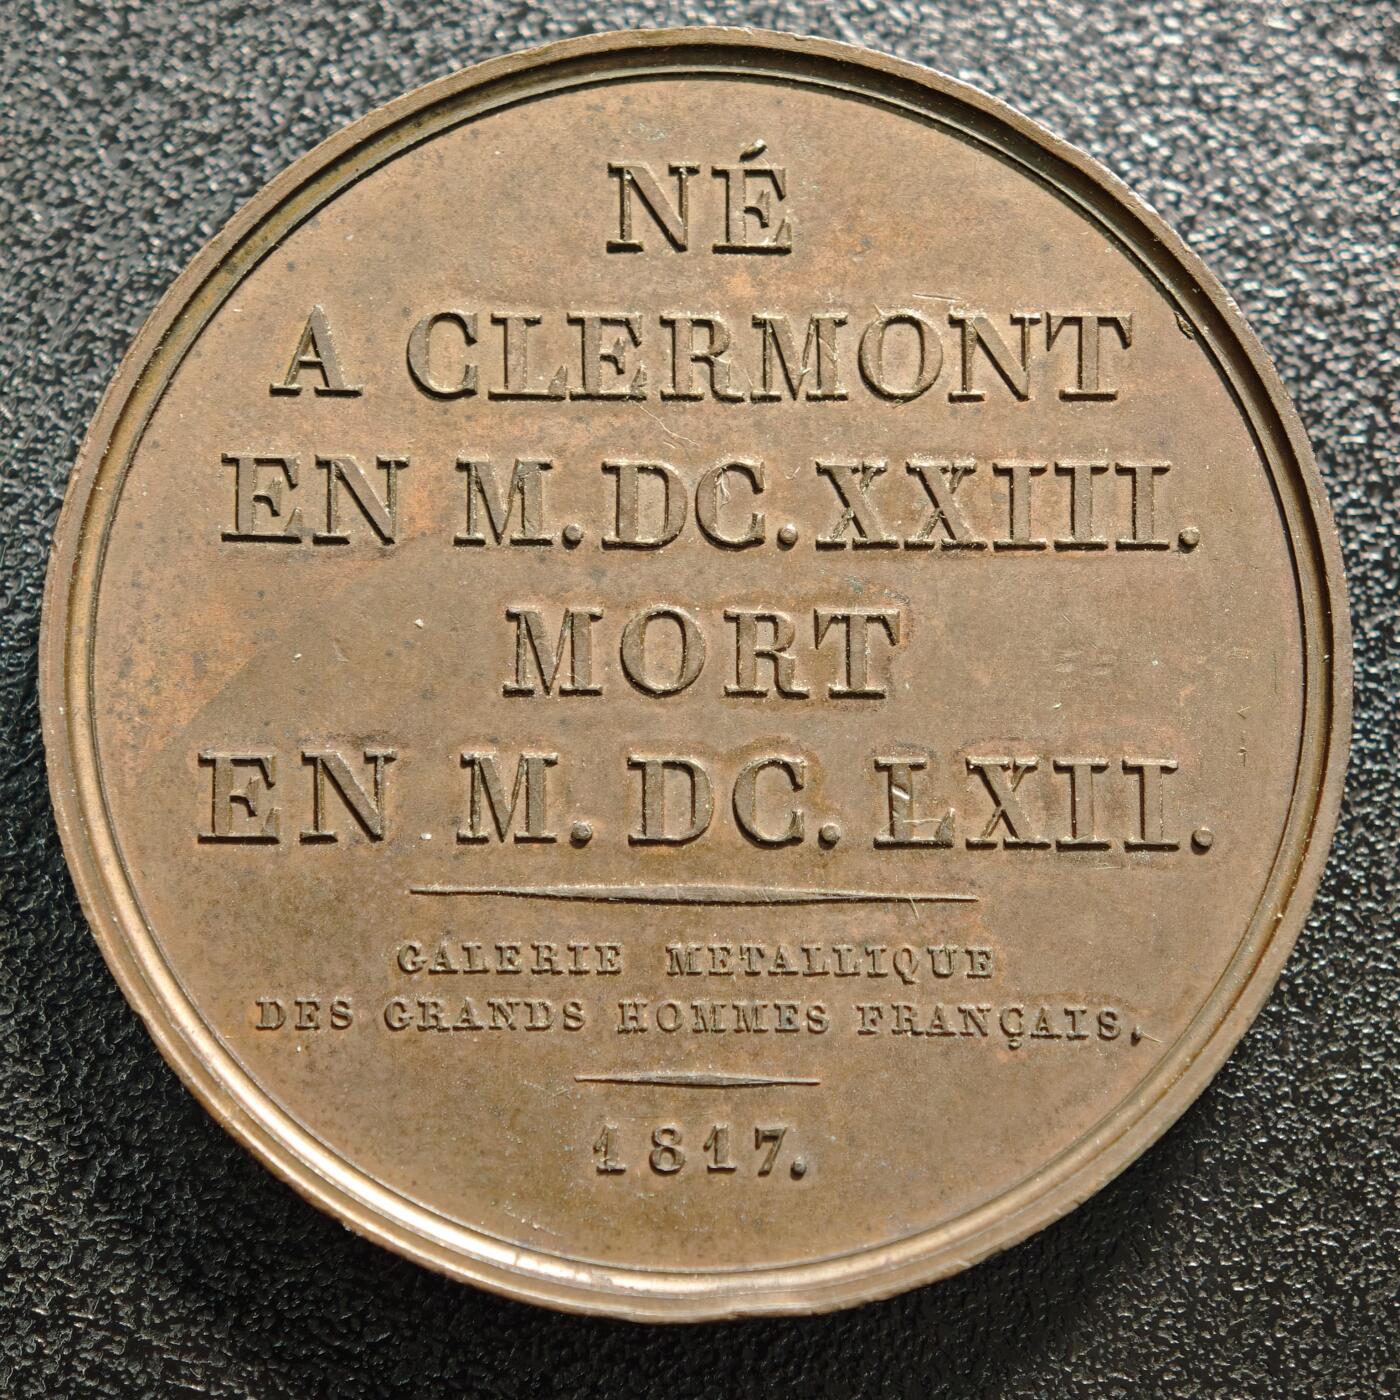 NÉ
A CLERMONT
EN M.DC.XXIII.
MORT
EN M.DC.LXII.
GALERIE METALLIQUE
DES GRANDS HOMMES FRANÇAIS.
1817.